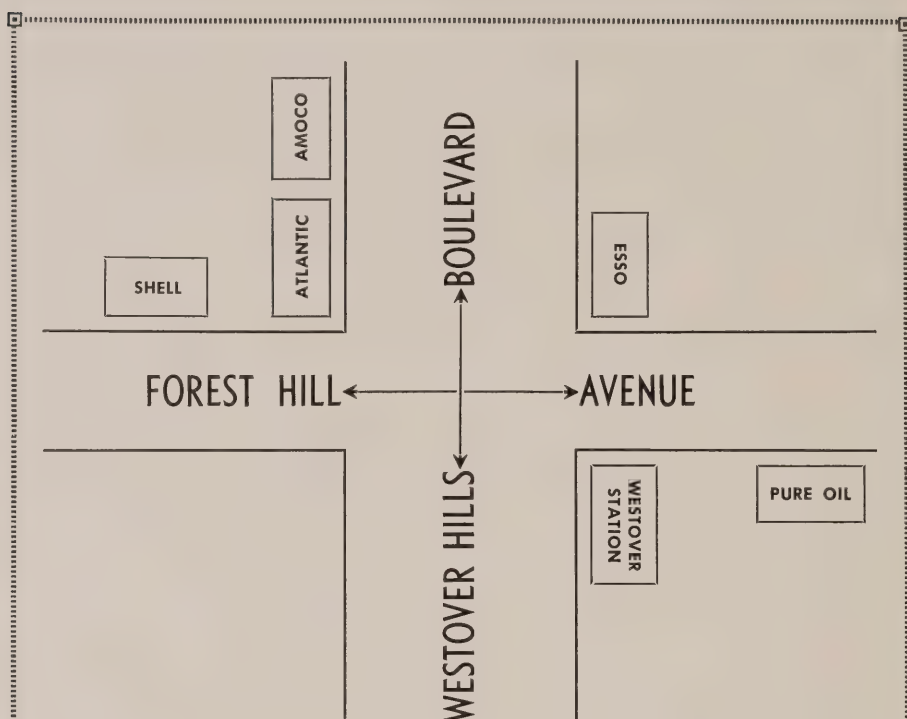 AMOCO
BOULEVARD
ATLANTIC
ESSO
SHELL
FOREST HILL
AVENUE
WESTOVER HILLS
WESTOVER
STATION
PURE OIL